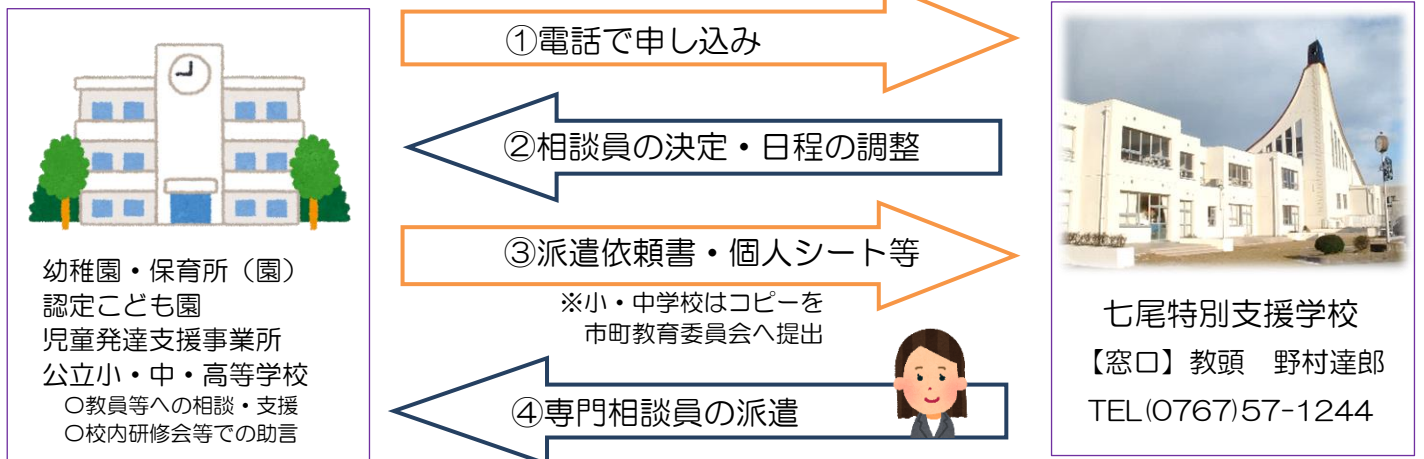 ①電話で申し込み
②相談員の決定・日程の調整
③派遣依頼書・個人シート等
※小・中学校はコピーを
市町教育委員会へ提出
④専門相談員の派遣
幼稚園・保育所(園)
認定こども園
児童発達支援事業所
公立小・中・高等学校
〇教員等への相談・支援
〇校内研修会等での助言
七尾特別支援学校
【窓口】教頭　野村達郎
TEL(0767)57-1244